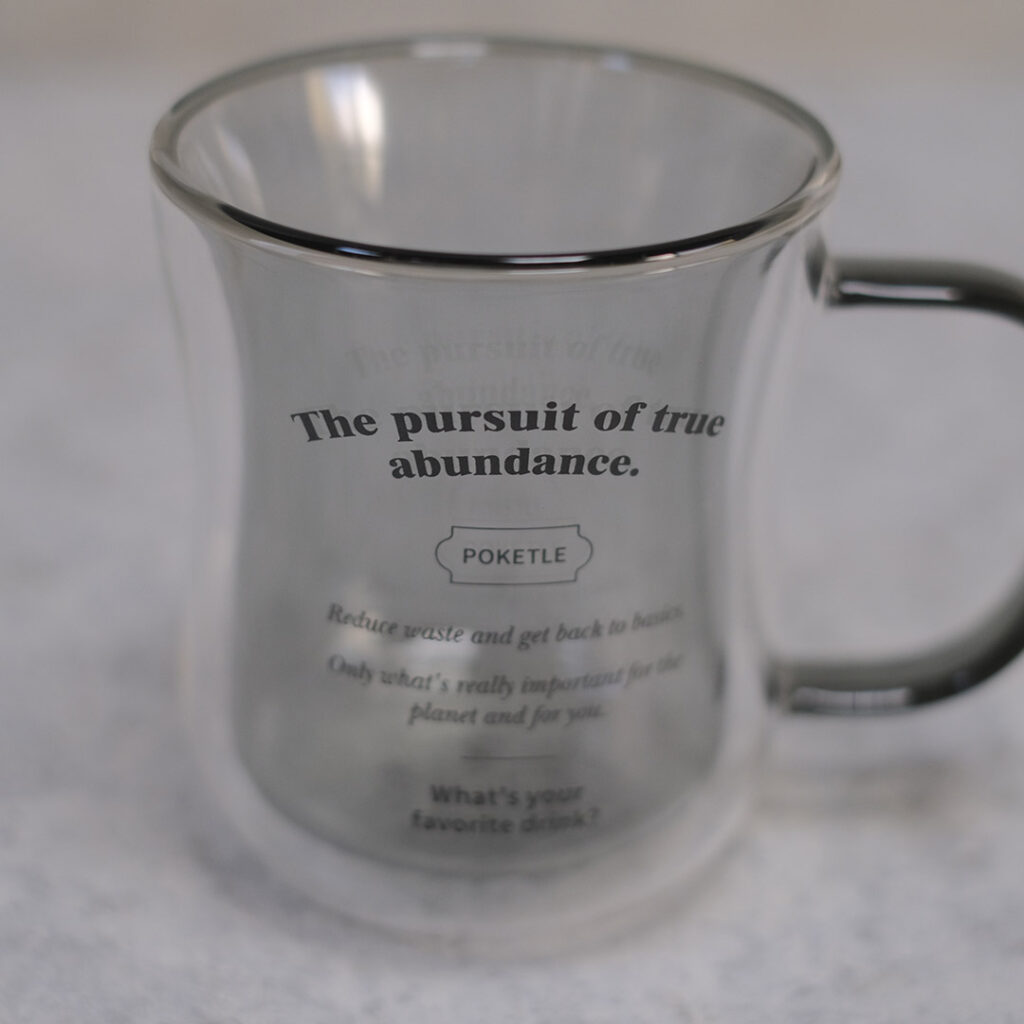 The pursuit of true
abundance.
POKETLE
Reduce waste and get back to basics.
Only what's really important for the
planet and for you.
What's your
favorite drink?